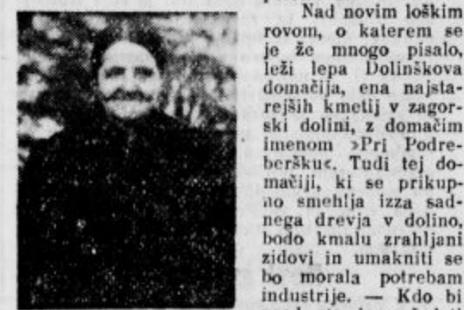 Nad novim loškim
rovom, o katerem se
je že mnogo pisalo,
leži lepa Dolinškova
domačija, ena najsta-
rejših kmetij v zagor-
ski dolini, z domačim
imenom »Pri Podre-
beršku«. Tudi tej do-
mačiji, ki se prikup-
no smehlja izza sad-
nega drevja v dolino,
bodo kmalu zrahljani
zidovi in umakniti se
bo morala potrebam
industrije. — Kdo bi